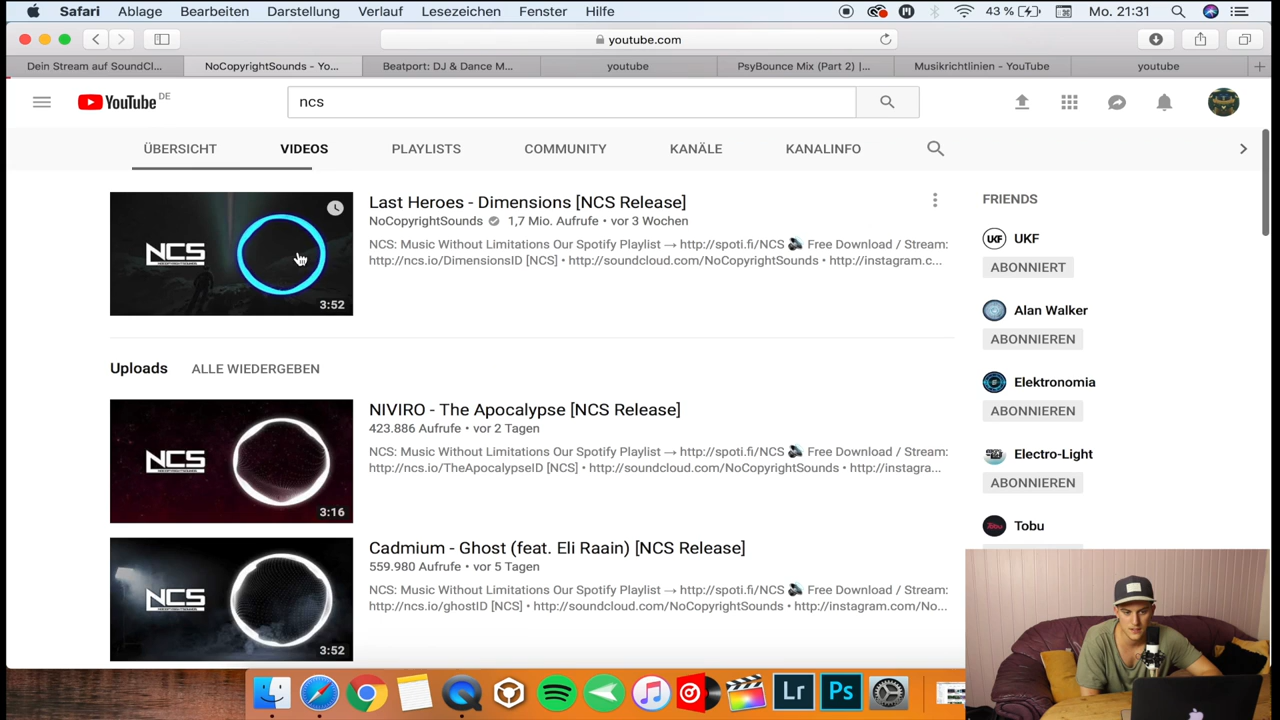 Safari Ablage Bearbeiten Darstellung Verlauf Lesezeichen Fenster Hilfe 43 % Mo. 21:31
youtube.com
Dein Stream auf SoundCl... NoCopyrightSounds - Yo... Beatport: DJ & Dance M... youtube PsyBounce Mix (Part 2) |... Musikrichtlinien - YouTube youtube
YouTube DE ncs
ÜBERSICHT VIDEOS PLAYLISTS COMMUNITY KANÄLE KANALINFO
Last Heroes - Dimensions [NCS Release]
NoCopyrightSounds 1,7 Mio. Aufrufe • vor 3 Wochen
NCS: Music Without Limitations Our Spotify Playlist → http://spoti.fi/NCS 🔊 Free Download / Stream:
http://ncs.io/DimensionsID [NCS] • http://soundcloud.com/NoCopyrightSounds • http://instagram.c...
NCS
NOCOPYRIGHTSOUNDS
3:52
Uploads ALLE WIEDERGEBEN
NIVIRO - The Apocalypse [NCS Release]
423.886 Aufrufe • vor 2 Tagen
NCS: Music Without Limitations Our Spotify Playlist → http://spoti.fi/NCS 🔊 Free Download / Stream:
http://ncs.io/TheApocalypseID [NCS] • http://soundcloud.com/NoCopyrightSounds • http://instagra...
NCS
NOCOPYRIGHTSOUNDS
3:16
Cadmium - Ghost (feat. Eli Raain) [NCS Release]
559.980 Aufrufe • vor 5 Tagen
NCS: Music Without Limitations Our Spotify Playlist → http://spoti.fi/NCS 🔊 Free Download / Stream:
http://ncs.io/ghostID [NCS] • http://soundcloud.com/NoCopyrightSounds • http://instagram.com/No...
NCS
NOCOPYRIGHTSOUNDS
3:52
FRIENDS
UKF UKF
ABONNIERT
Alan Walker
ABONNIEREN
Elektronomia
ABONNIEREN
Electro-Light
ABONNIEREN
Tobu
Lr Ps